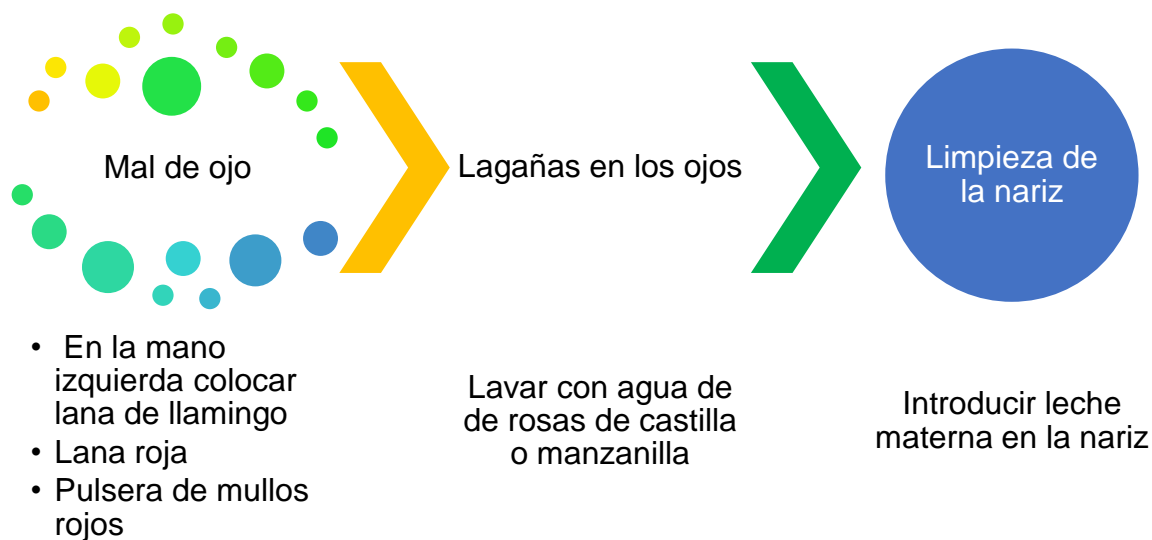 Mal de ojo
Lagañas en los ojos
Limpieza de
la nariz
• En la mano
izquierda colocar
lana de llamingo
• Lana roja
• Pulsera de mullos
rojos
Lavar con agua de
de rosas de castilla
o manzanilla
Introducir leche
materna en la nariz